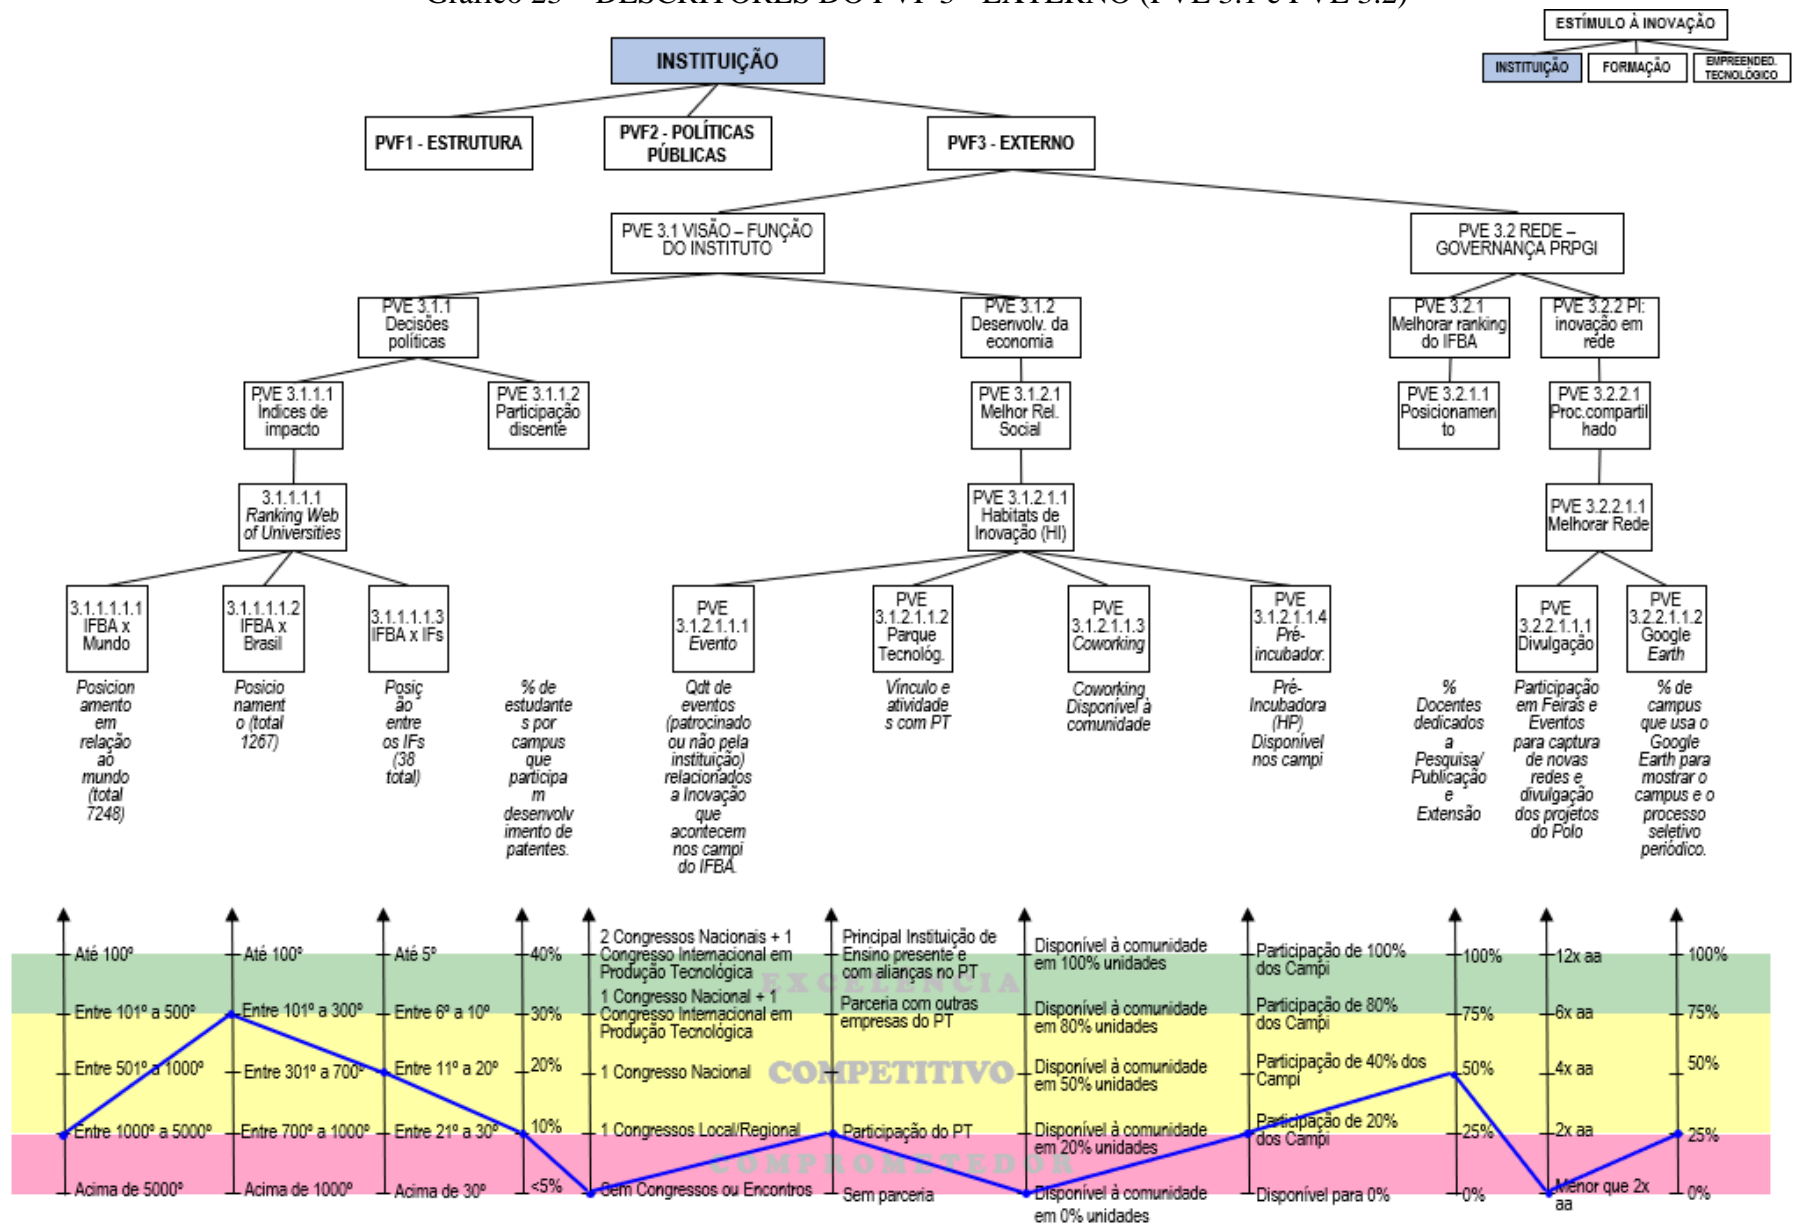 Gráfico 25 – DESCRITORES DO PVF 3 - EXTERNO (PVE 3.1 e PVE 3.2)
ESTÍMULO À INOVAÇÃO
INSTITUIÇÃO
FORMAÇÃO
EMPREENDED.
TECNOLÓGICO
INSTITUIÇÃO
PVF1 - ESTRUTURA
PVF2 - POLÍTICAS
PÚBLICAS
PVF3 - EXTERNO
PVE 3.1 VISÃO – FUNÇÃO
DO INSTITUTO
PVE 3.2 REDE –
GOVERNANÇA PRPGI
PVE 3.1.1
Decisões
políticas
PVE 3.1.2
Desenvolv. da
economia
PVE 3.2.1
Melhorar ranking
do IFBA
PVE 3.2.2 PI:
inovação em
rede
PVE 3.1.1.1
Índices de
impacto
PVE 3.1.1.2
Participação
discente
PVE 3.1.2.1
Melhor Rel.
Social
PVE 3.2.1.1
Posicionamen
to
PVE 3.2.2.1
Proc.compartil
hado
3.1.1.1.1
Ranking Web
of Universities
PVE 3.1.2.1.1
Habitats de
Inovação (HI)
PVE 3.2.2.1.1
Melhorar Rede
3.1.1.1.1.1
IFBA x
Mundo
3.1.1.1.1.2
IFBA x
Brasil
3.1.1.1.1.3
IFBA x IFs
PVE
3.1.2.1.1.1
Evento
PVE
3.1.2.1.1.2
Parque
Tecnológ.
PVE
3.1.2.1.1.3
Coworking
PVE
3.1.2.1.1.4
Pré-
incubador.
PVE
3.2.2.1.1.1
Divulgação
PVE
3.2.2.1.1.2
Google
Earth
Posicion
amento
em
relação
ao
mundo
(total
7248)
Posicio
nament
o (total
1267)
Posiç
ão
entre
os IFs
(38
total)
% de
estudante
s por
campus
que
participa
m
desenvolv
imento de
patentes.
Qdt de
eventos
(patrocinado
ou não pela
instituição)
relacionados
a Inovação
que
acontecem
nos campi
do IFBA.
Vínculo e
atividade
s com PT
Coworking
Disponível à
comunidade
Pré-
Incubadora
(HP)
Disponível
nos campi
%
Docentes
dedicados
a
Pesquisa/
Publicação
e
Extensão
Participação
em Feiras e
Eventos
para captura
de novas
redes e
divulgação
dos projetos
do Polo
% de
campus
que usa o
Google
Earth para
mostrar o
campus e o
processo
seletivo
periódico.
Até 100º
Entre 101º a 500º
Entre 501º a 1000º
Entre 1000º a 5000º
Acima de 5000º
Até 100º
Entre 101º a 300º
Entre 301º a 700º
Entre 700º a 1000º
Acima de 1000º
Até 5º
Entre 6º a 10º
Entre 11º a 20º
Entre 21º a 30º
Acima de 30º
40%
30%
20%
10%
<5%
2 Congressos Nacionais + 1
Congresso Internacional em
Produção Tecnológica
1 Congresso Nacional + 1
Congresso Internacional em
Produção Tecnológica
1 Congresso Nacional
1 Congressos Local/Regional
Sem Congressos ou Encontros
Principal Instituição de
Ensino presente e
com alianças no PT
Parceria com outras
empresas do PT
Participação do PT
Sem parceria
Disponível à comunidade
em 100% unidades
Disponível à comunidade
em 80% unidades
Disponível à comunidade
em 50% unidades
Disponível à comunidade
em 20% unidades
Disponível à comunidade
em 0% unidades
Participação de 100%
dos Campi
Participação de 80%
dos Campi
Participação de 40% dos
Campi
Participação de 20%
dos Campi
Disponível para 0%
100%
75%
50%
25%
0%
12x aa
6x aa
4x aa
2x aa
Menor que 2x
aa
100%
75%
50%
25%
0%
EXCELENCIA
COMPETITIVO
COMPROMETEDOR